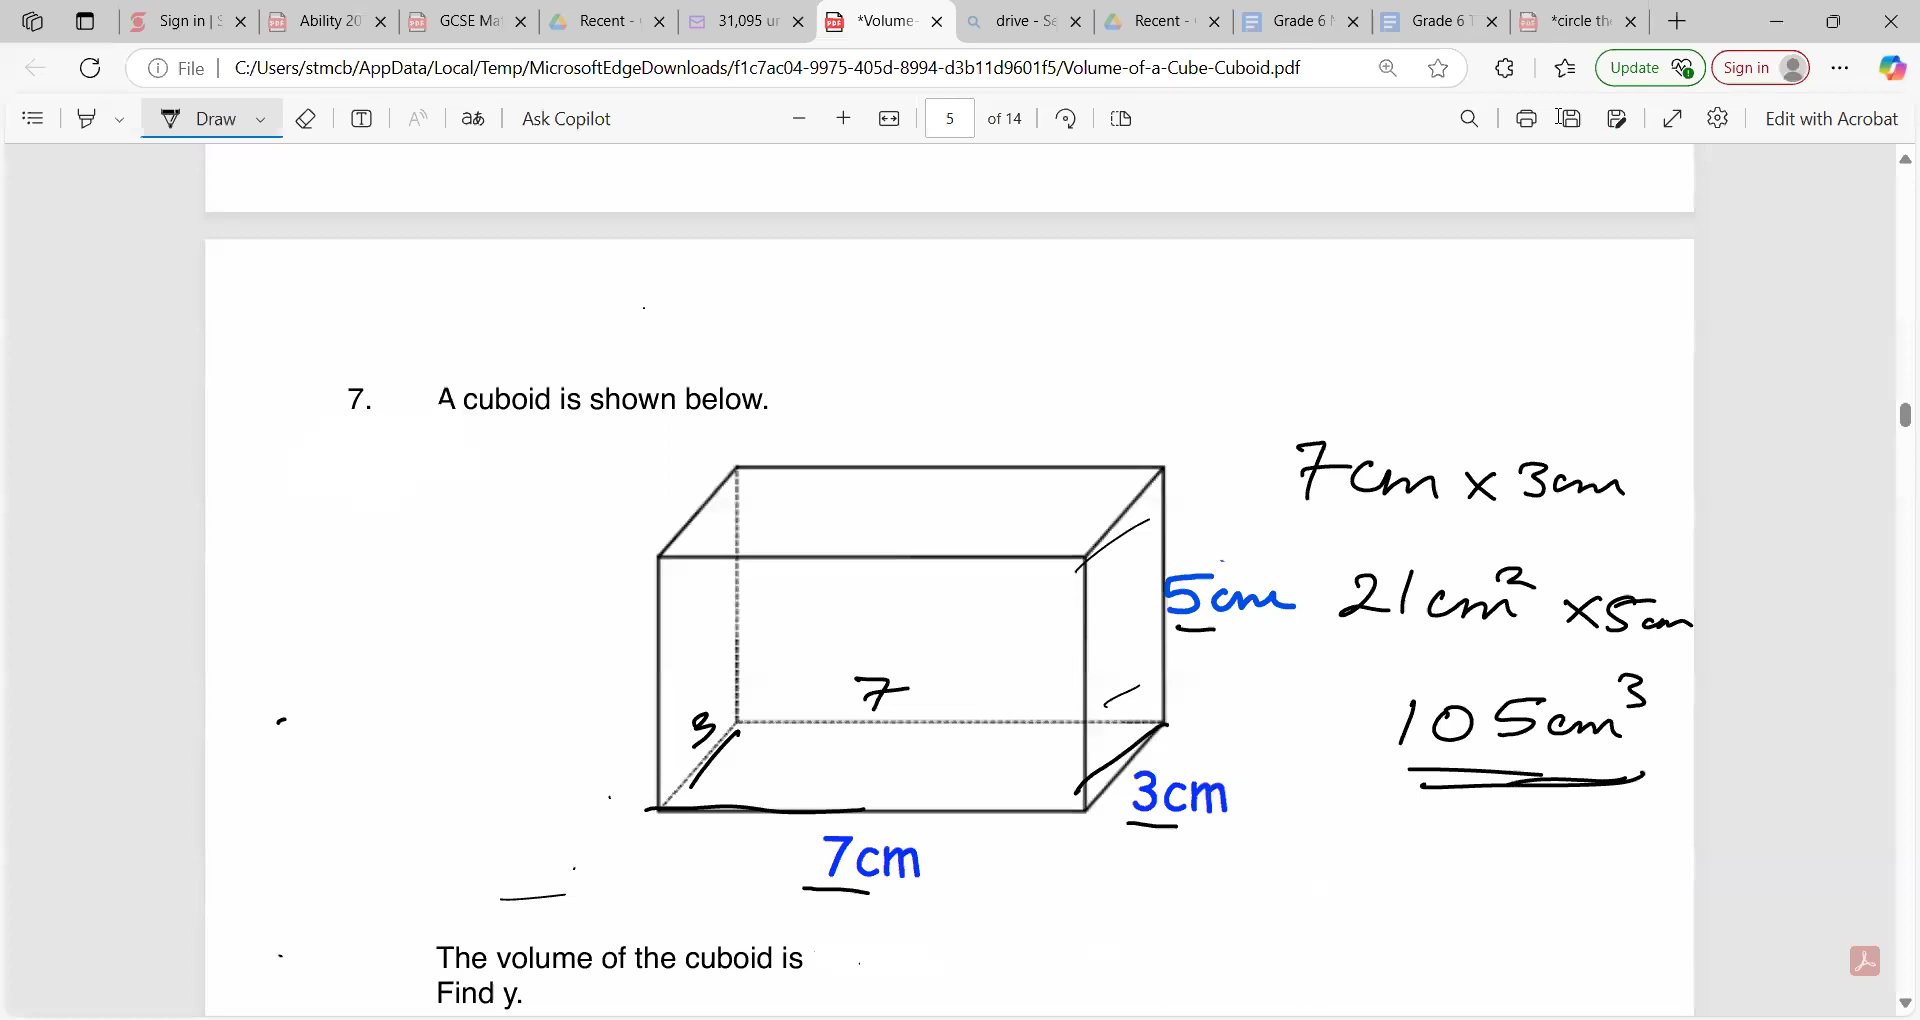 Sign in | S
Ability 20
GCSE Ma
Recent -
31,095 ur
*Volume-
drive - Se
Recent -
Grade 6
Grade 6
*circle the
File
C:/Users/stmcb/AppData/Local/Temp/MicrosoftEdgeDownloads/f1c7ac04-9975-405d-8994-d3b11d9601f5/Volume-of-a-Cube-Cuboid.pdf
Update
Sign in
Draw
Ask Copilot
5 of 14
Edit with Acrobat
7. A cuboid is shown below.
7cm x 3cm
5cm
21cm² x5cm
7
3
105cm³
3cm
7cm
The volume of the cuboid is
Find y.